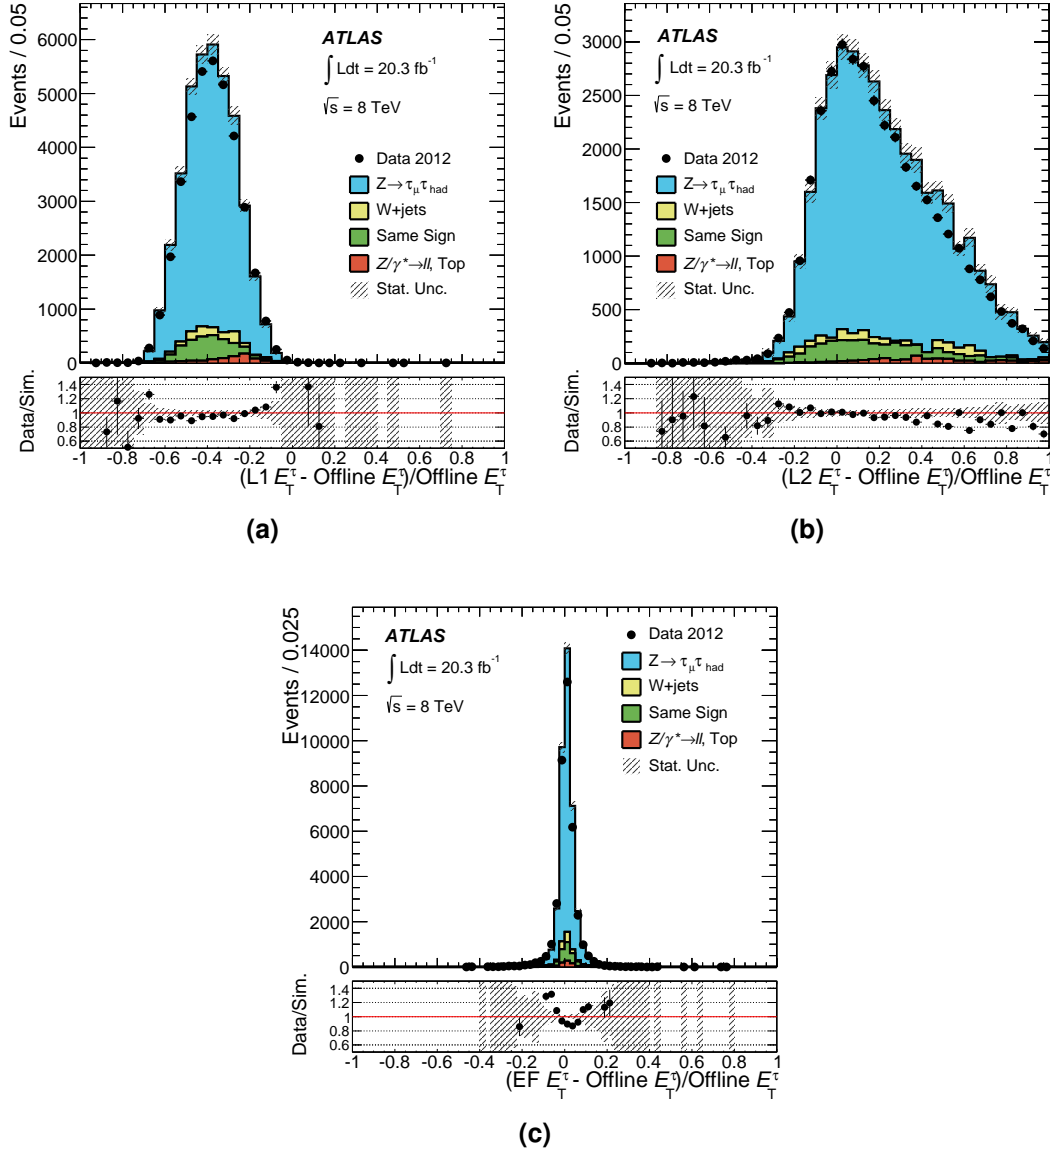 Events / 0.05
6000
5000
4000
3000
2000
1000
0
ATLAS
∫ Ldt = 20.3 fb⁻¹
√s = 8 TeV
Data 2012
Z→τ_μ τ_had
W+jets
Same Sign
Z/γ*→ll, Top
Stat. Unc.
Data/Sim.
1.4
1.2
1
0.8
0.6
-1 -0.8 -0.6 -0.4 -0.2 0 0.2 0.4 0.6 0.8 1
(L1 E_T^τ - Offline E_T^τ)/Offline E_T^τ
(a)
Events / 0.05
3000
2500
2000
1500
1000
500
0
ATLAS
∫ Ldt = 20.3 fb⁻¹
√s = 8 TeV
Data 2012
Z→τ_μ τ_had
W+jets
Same Sign
Z/γ*→ll, Top
Stat. Unc.
Data/Sim.
1.4
1.2
1
0.8
0.6
-1 -0.8 -0.6 -0.4 -0.2 0 0.2 0.4 0.6 0.8 1
(L2 E_T^τ - Offline E_T^τ)/Offline E_T^τ
(b)
Events / 0.025
14000
12000
10000
8000
6000
4000
2000
0
ATLAS
∫ Ldt = 20.3 fb⁻¹
√s = 8 TeV
Data 2012
Z→τ_μ τ_had
W+jets
Same Sign
Z/γ*→ll, Top
Stat. Unc.
Data/Sim.
1.4
1.2
1
0.8
0.6
-1 -0.8 -0.6 -0.4 -0.2 0 0.2 0.4 0.6 0.8 1
(EF E_T^τ - Offline E_T^τ)/Offline E_T^τ
(c)